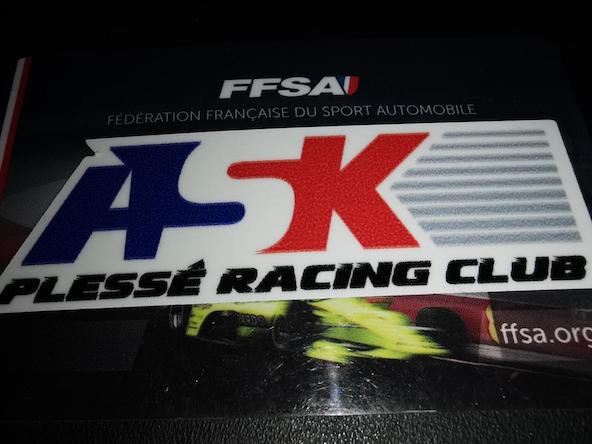 FFSA
FÉDÉRATION FRANÇAISE DU SPORT AUTOMOBILE
ASK
PLESSÉ RACING CLUB
ffsa.org